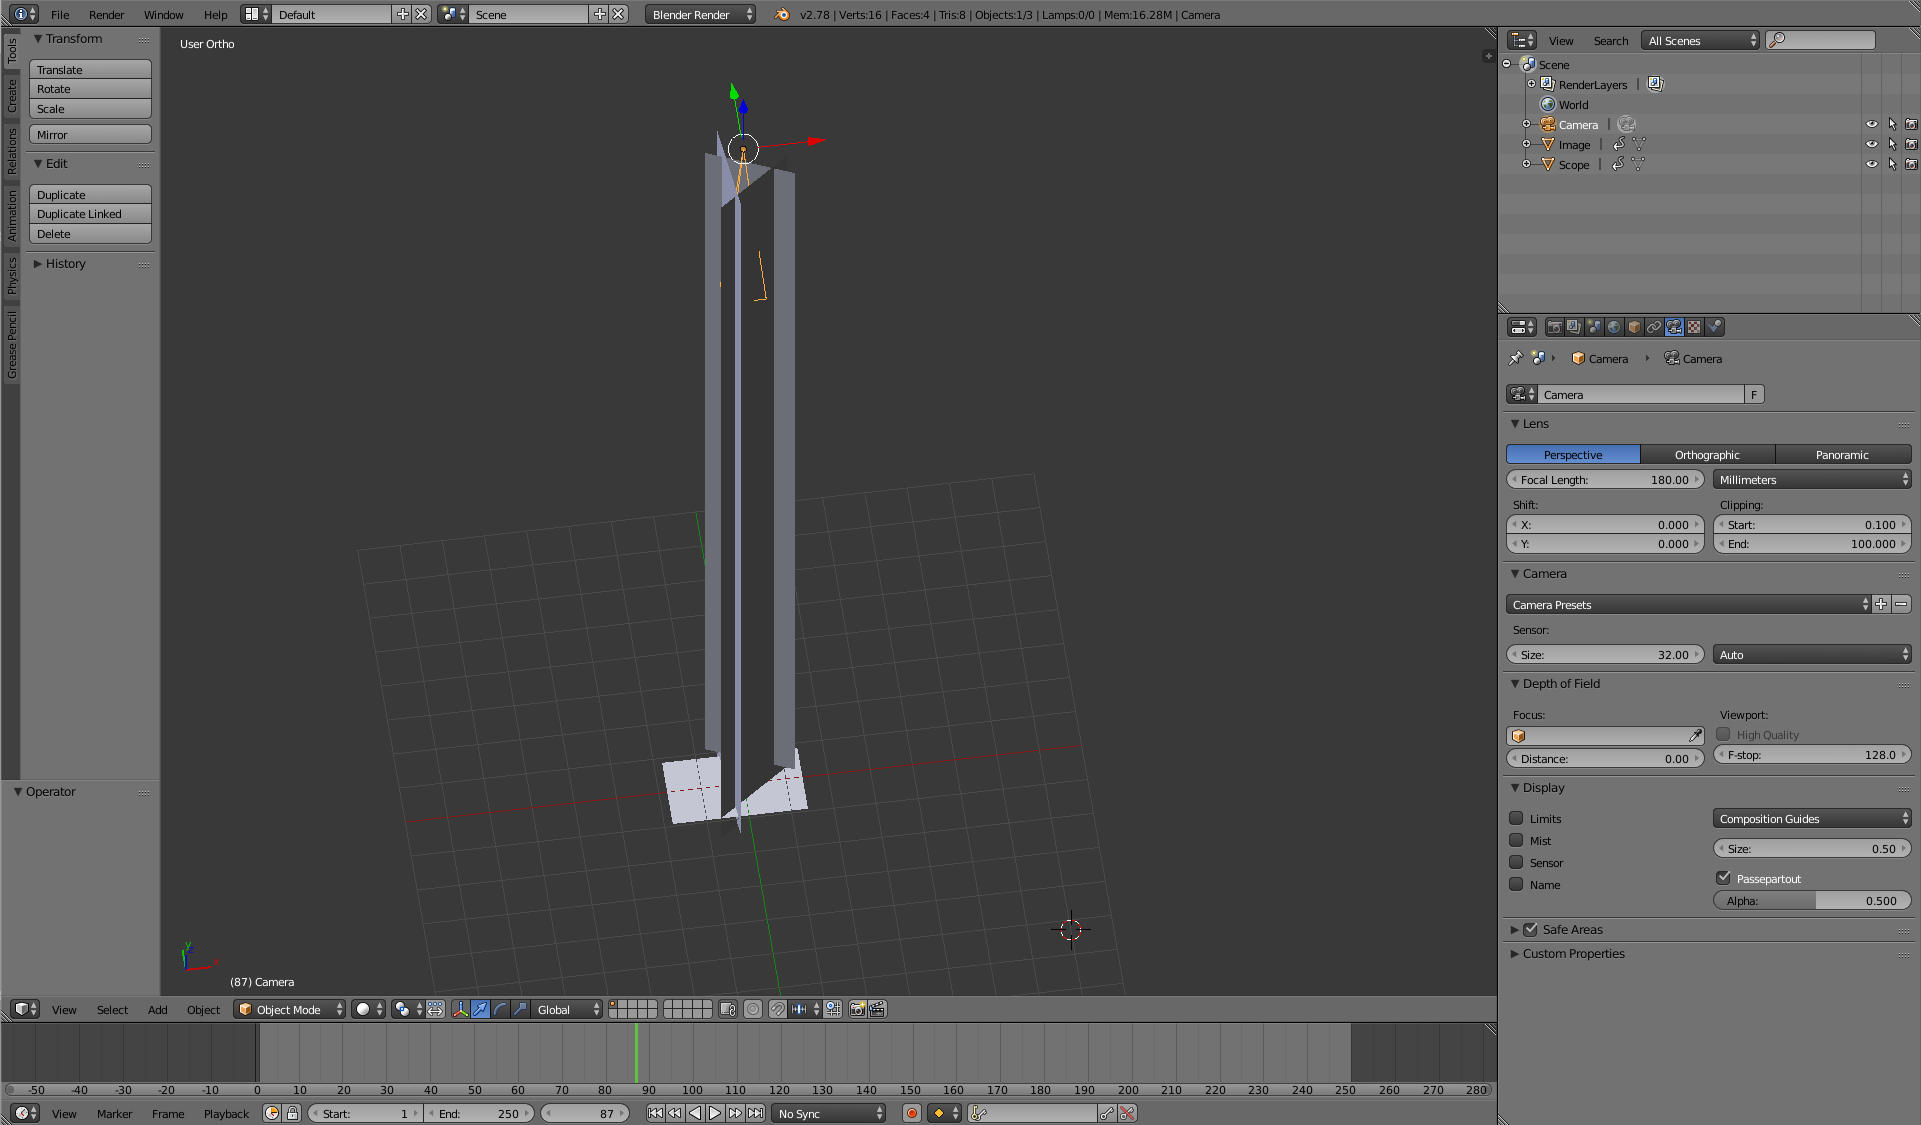 File Render Window Help Default Scene Blender Render v2.78 | Verts:16 | Faces:4 | Tris:8 | Objects:1/3 | Lamps:0/0 | Mem:16.28M | Camera
Tools
Create
Relations
Animation
Physics
Grease Pencil
Transform
Translate
Rotate
Scale
Mirror
Edit
Duplicate
Duplicate Linked
Delete
History
Operator
User Ortho
y
x
(87) Camera
View Select Add Object Object Mode Global
-50 -40 -30 -20 -10 0 10 20 30 40 50 60 70 80 90 100 110 120 130 140 150 160 170 180 190 200 210 220 230 240 250 260 270 280
View Marker Frame Playback Start: 1 End: 250 87 No Sync
View Search All Scenes
Scene
RenderLayers |
World
Camera |
Image |
Scope |
Camera Camera
Camera F
Lens
Perspective Orthographic Panoramic
Focal Length: 180.00 Millimeters
Shift: Clipping:
X: 0.000 Start: 0.100
Y: 0.000 End: 100.000
Camera
Camera Presets
Sensor:
Size: 32.00 Auto
Depth of Field
Focus: Viewport:
High Quality
Distance: 0.00 F-stop: 128.0
Display
Limits Composition Guides
Mist Size: 0.50
Sensor
Name Passepartout
Alpha: 0.500
Safe Areas
Custom Properties